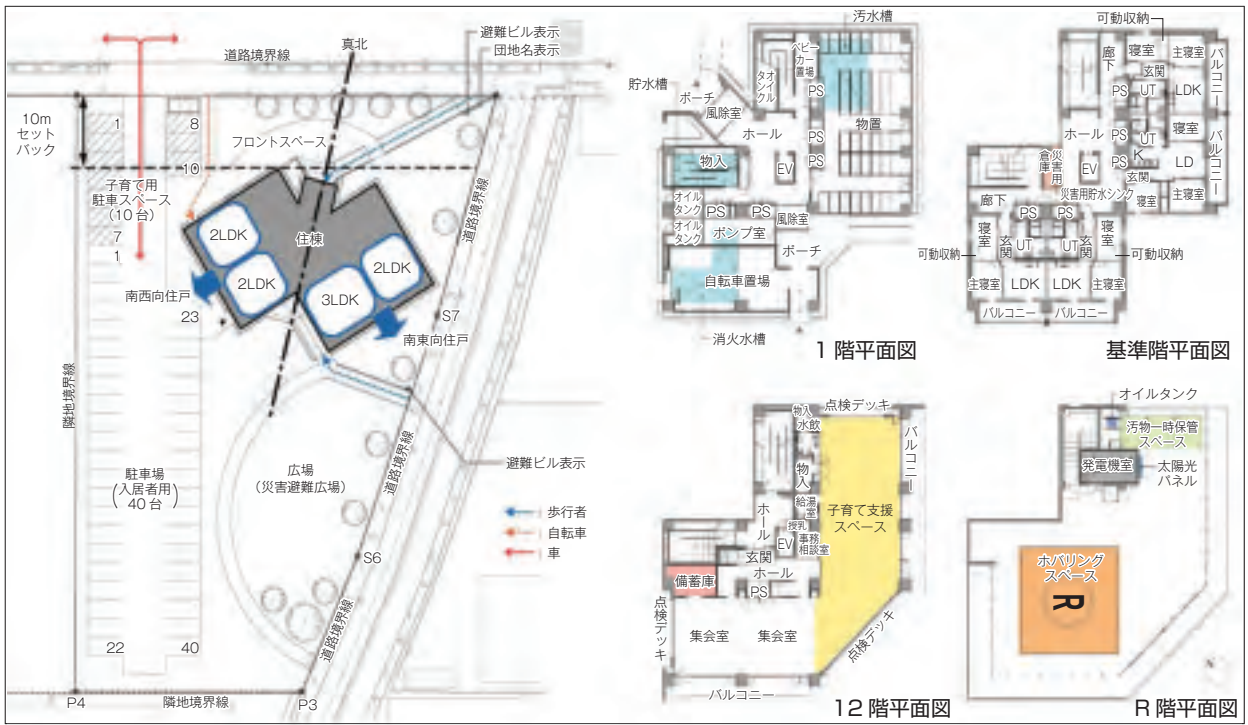 避難ビル表示
団地名表示
真北
道路境界線
10m
セット
バック
1
8
フロントスペース
10
子育て用
駐車スペース
(10台)
7
1
住棟
2LDK
2LDK
3LDK
2LDK
南西向住戸
南東向住戸
23
S7
道路境界線
隣地境界線
駐車場
(入居者用)
40台
広場
(災害避難広場)
道路境界線
避難ビル表示
歩行者
自転車
車
S6
22
40
道路境界線
P4
隣地境界線
P3
汚水槽
貯水槽
ポーチ
風除室
タイヤ
オイル
ベビー
カー置場
PS
ホール
物置
PS
PS
EV
物入
オイル
タンク
PS
PS
オイル
タンク
ポンプ室
風除室
ポーチ
自転車置場
消火水槽
1階平面図
可動収納
廊下
寝室
主寝室
バルコニー
玄関
PS
UT
LDK
ホール
寝室
UT
PS
K
LD
バルコニー
災害用
倉庫
EV
PS
玄関
災害用貯水シンク
廊下
寝室
主寝室
PS
PS
寝室
玄関
UT
UT
玄関
寝室
可動収納
可動収納
主寝室
LDK
LDK
主寝室
バルコニー
バルコニー
基準階平面図
点検デッキ
物入
水飲
バルコニー
物入
ホール
給湯室
授乳
子育て支援
スペース
EV
事務
相談室
玄関
ホール
備蓄庫
PS
点検デッキ
集会室
集会室
点検デッキ
バルコニー
12階平面図
オイルタンク
汚物一時保管
スペース
発電機室
太陽光
パネル
ホバリング
スペース
R
N
R階平面図